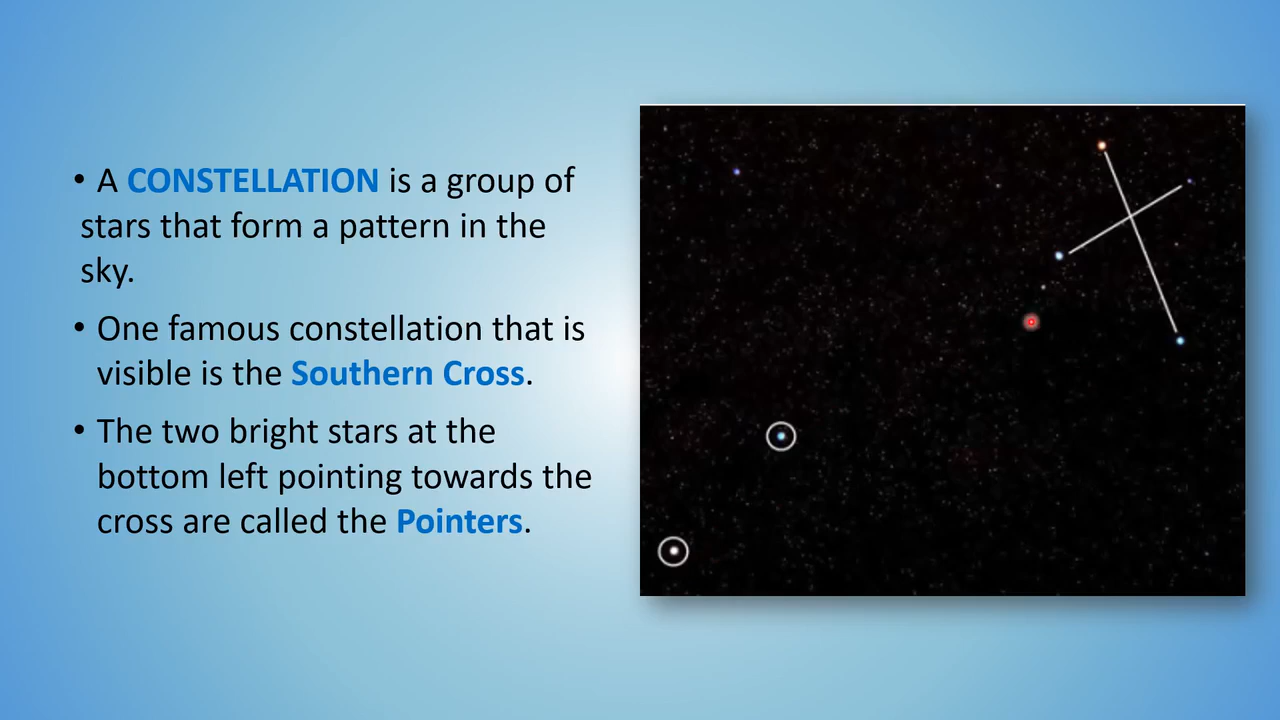 • A CONSTELLATION is a group of
stars that form a pattern in the
sky.
• One famous constellation that is
visible is the Southern Cross.
• The two bright stars at the
bottom left pointing towards the
cross are called the Pointers.